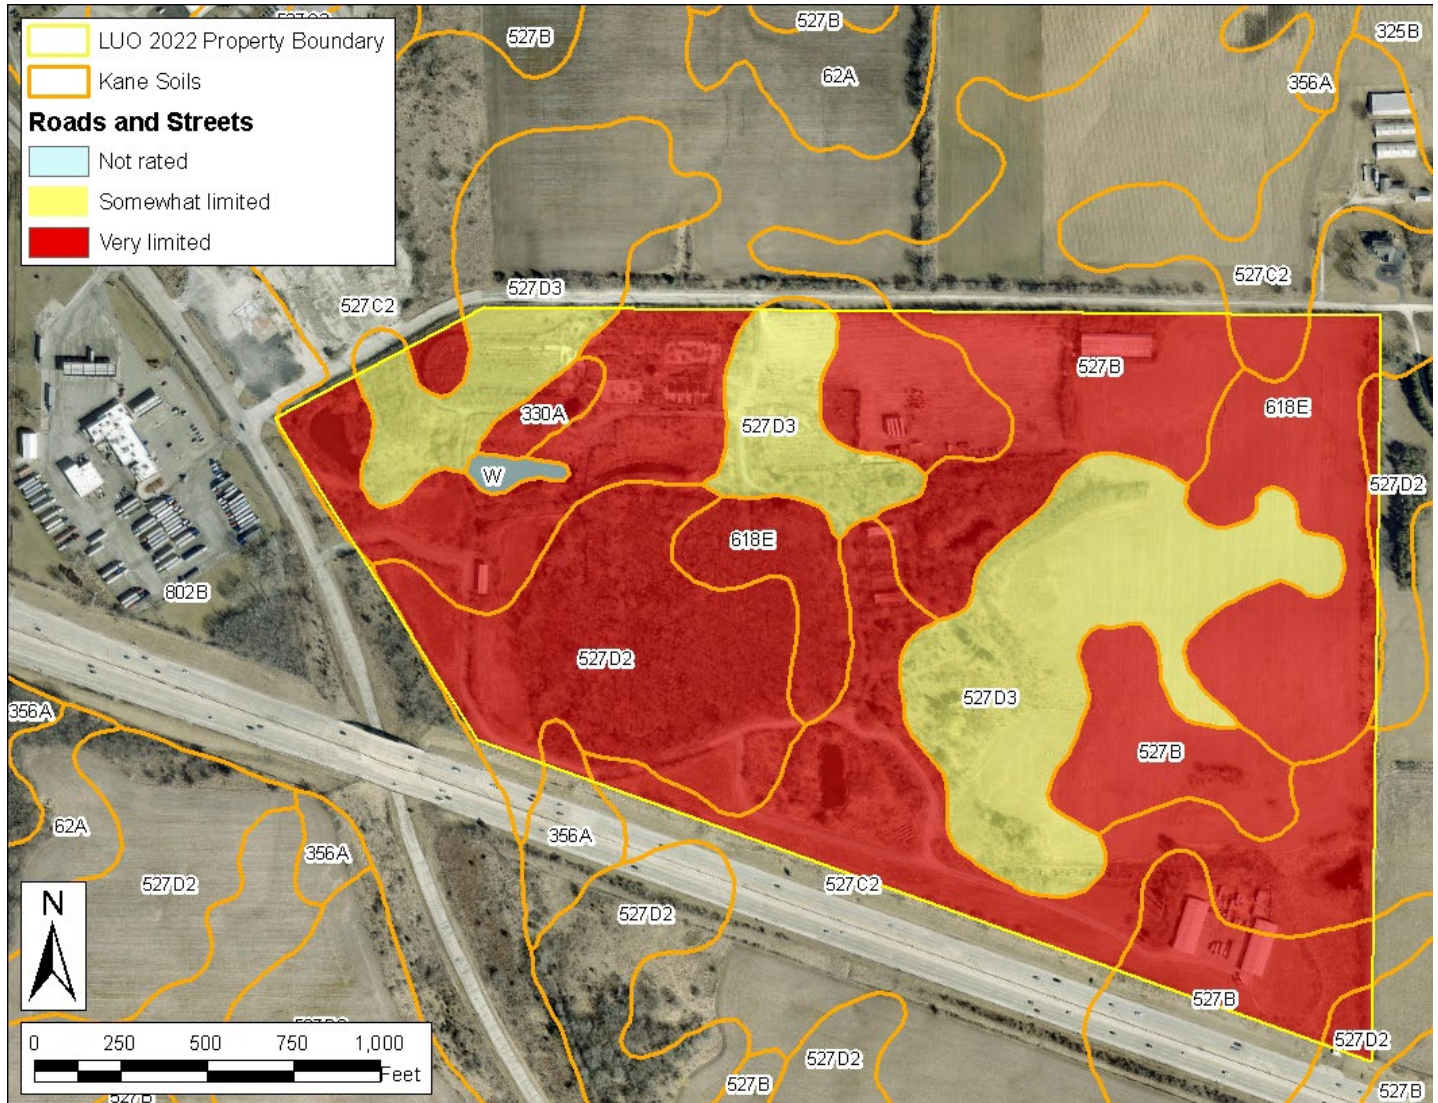 LUO 2022 Property Boundary
Kane Soils
Roads and Streets
Not rated
Somewhat limited
Very limited
527B
527B
62A
325B
356A
527C2
527D3
527C2
527B
618E
330A
527D3
W
527D2
618E
802B
527D2
527D3
356A
527B
62A
356A
356A
527D2
527C2
527D2
N
527B
527D2
0 250 500 750 1,000
Feet
527D2
527B
527B
527B